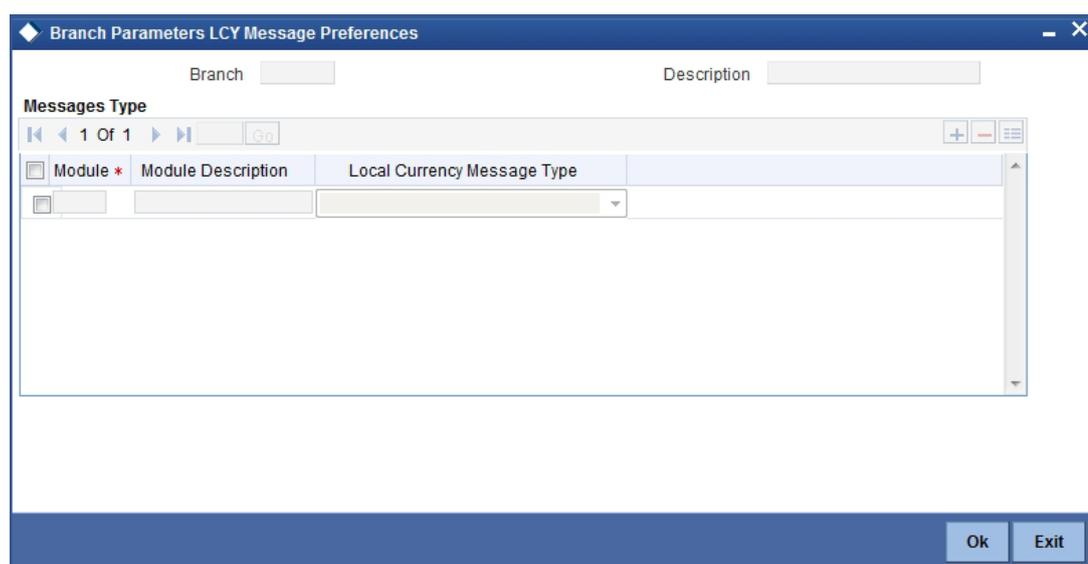 Branch Parameters LCY Message Preferences
Branch Description
Messages Type
1 Of 1 Go
Module * Module Description Local Currency Message Type
Ok Exit